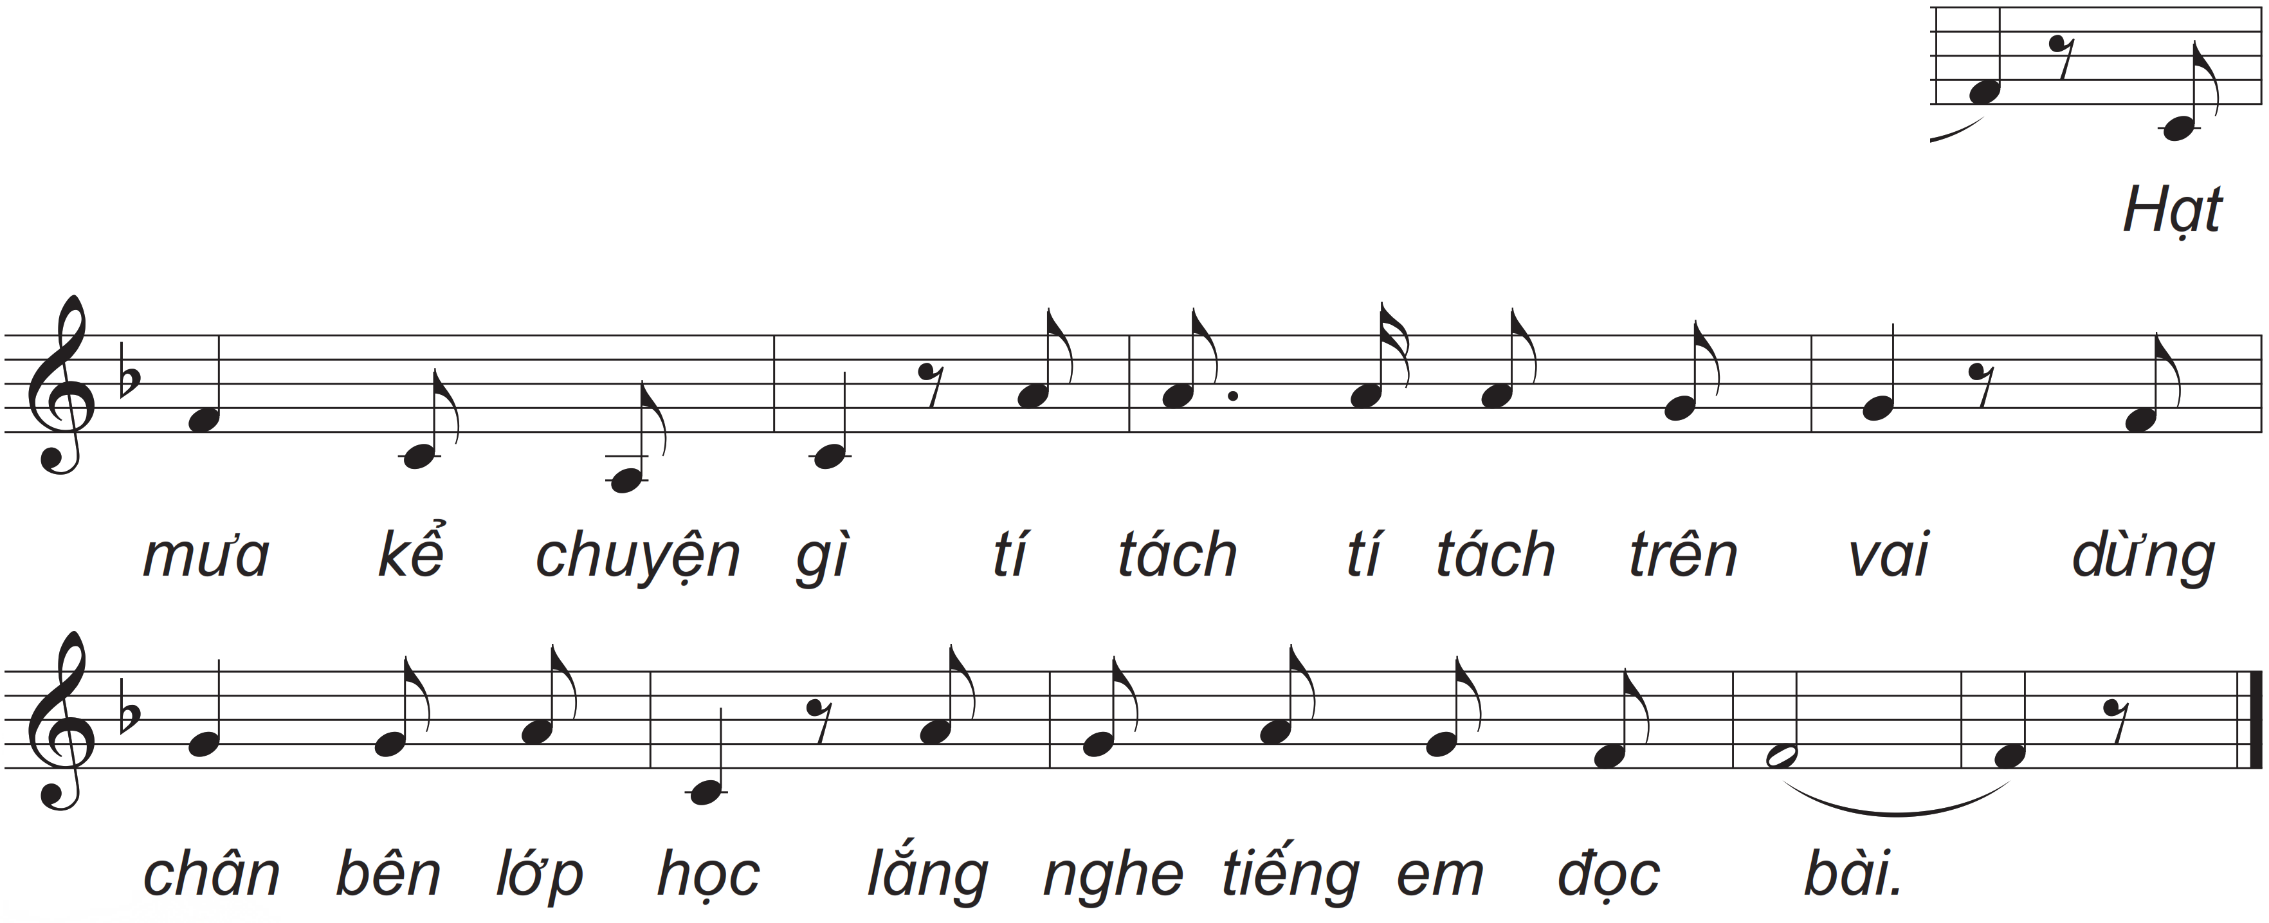 Hạt
mưa kể chuyện gì tí tách tí tách trên vai dừng
chân bên lớp học lắng nghe tiếng em đọc bài.